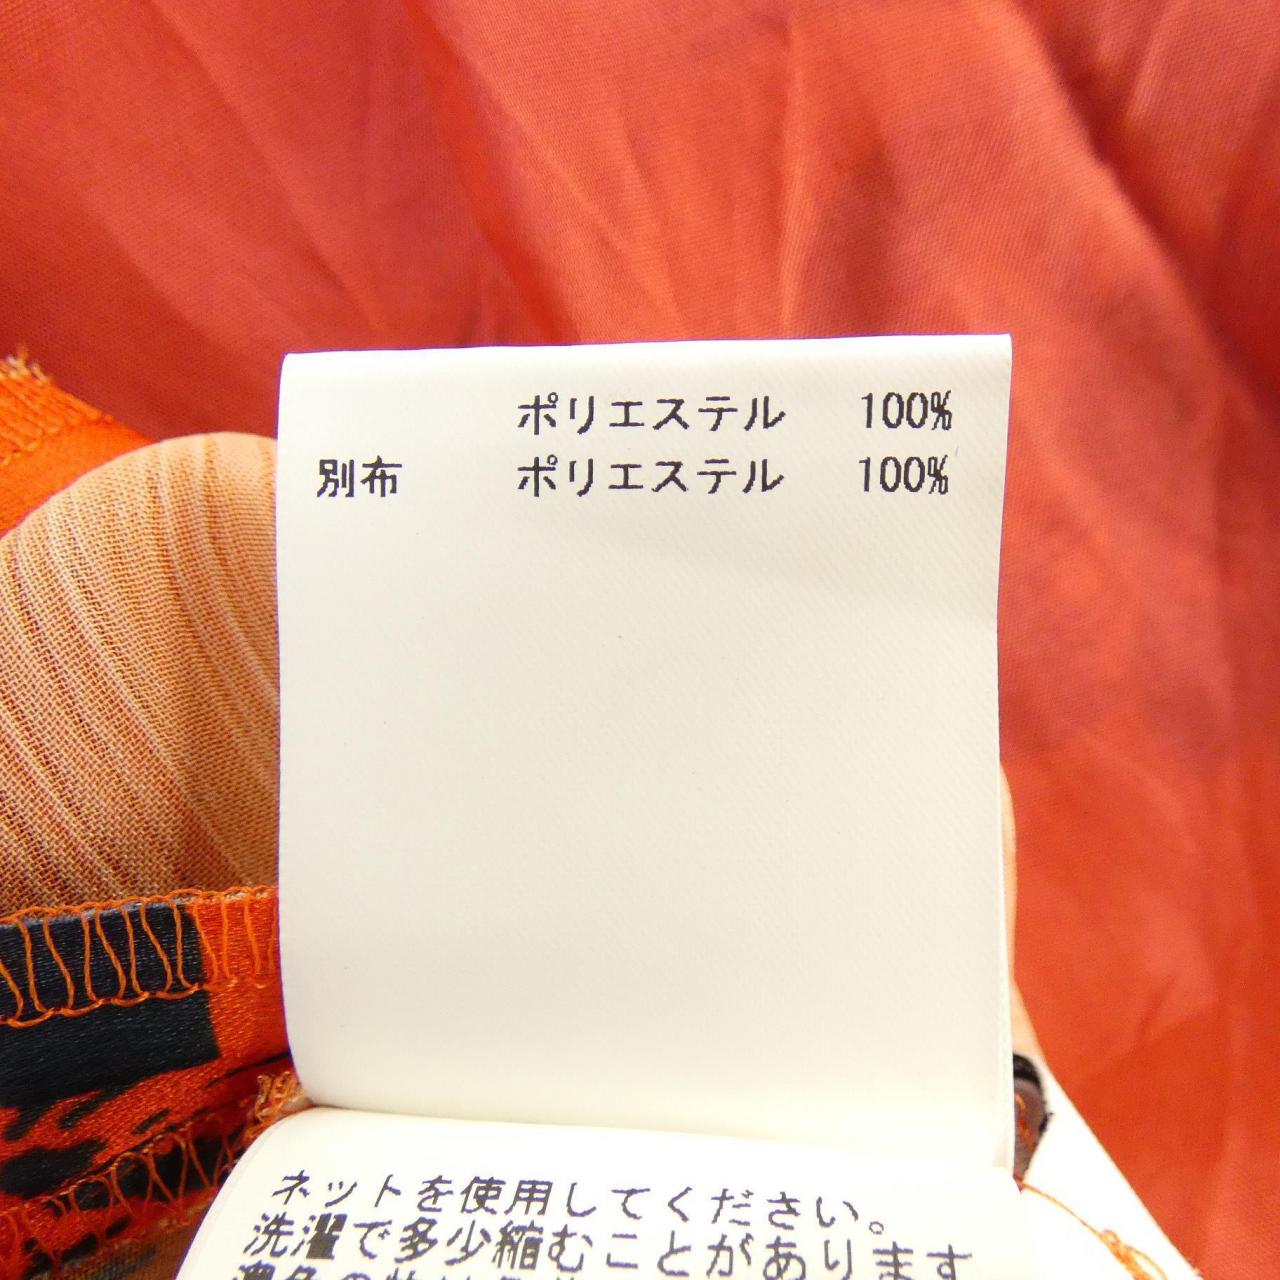 ポリエステル 100%
別布 ポリエステル 100%
ネットを使用してください。
洗濯で多少縮むことがあります